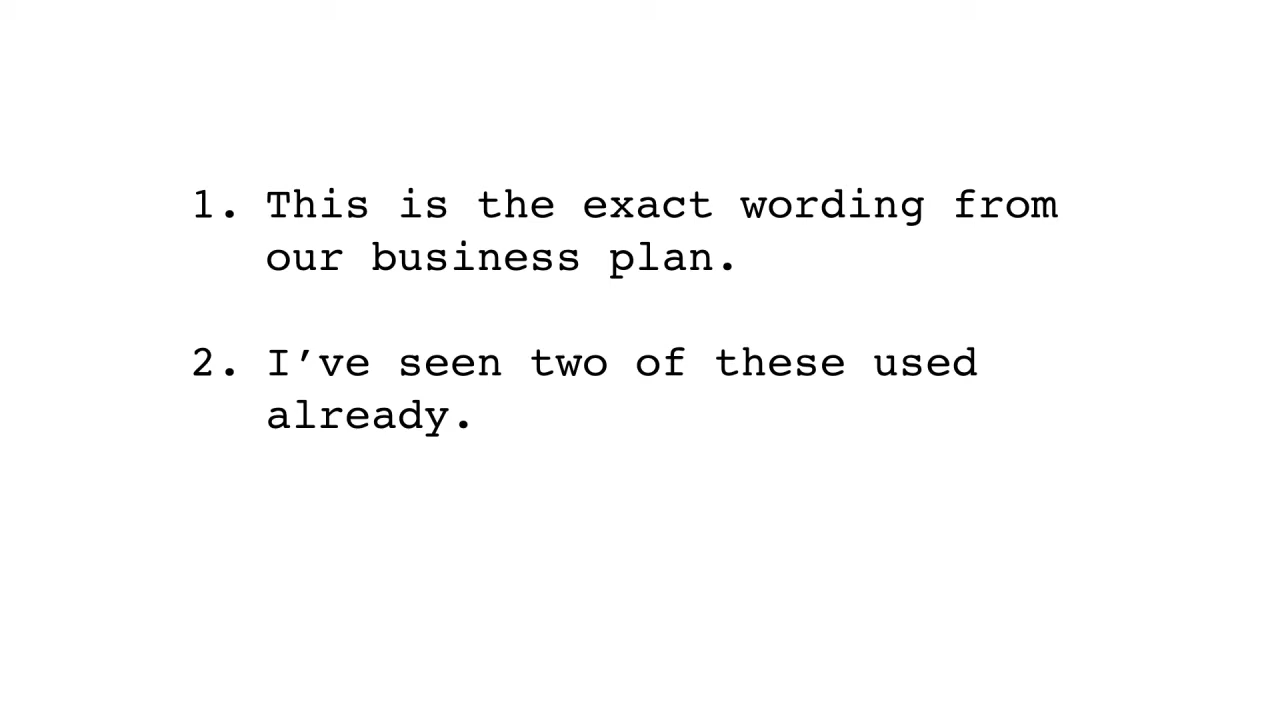 1. This is the exact wording from
our business plan.
2. I’ve seen two of these used
already.